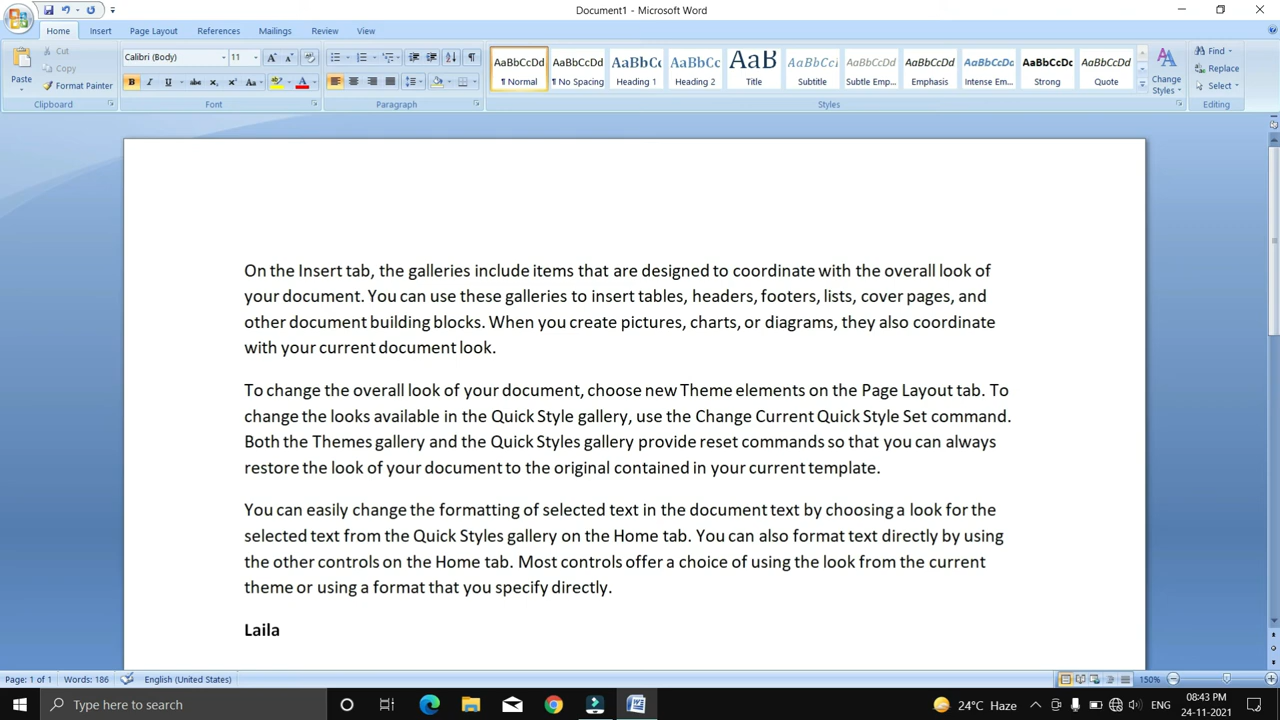 Document1 - Microsoft Word
Home Insert Page Layout References Mailings Review View
Paste
Cut
Copy
Format Painter
Clipboard
Calibri (Body) 11
Font
Paragraph
AaBbCcDd AaBbCcDd AaBbCc AaBbCc AaB AaBbCcI AaBbCcDd AaBbCcDd AaBbCcDd AaBbCcDc AaBbCcDd
¶ Normal ¶ No Spacing Heading 1 Heading 2 Title Subtitle Subtle Emp... Emphasis Intense Em... Strong Quote
Change Styles
Styles
Find
Replace
Select
Editing
On the Insert tab, the galleries include items that are designed to coordinate with the overall look of
your document. You can use these galleries to insert tables, headers, footers, lists, cover pages, and
other document building blocks. When you create pictures, charts, or diagrams, they also coordinate
with your current document look.
To change the overall look of your document, choose new Theme elements on the Page Layout tab. To
change the looks available in the Quick Style gallery, use the Change Current Quick Style Set command.
Both the Themes gallery and the Quick Styles gallery provide reset commands so that you can always
restore the look of your document to the original contained in your current template.
You can easily change the formatting of selected text in the document text by choosing a look for the
selected text from the Quick Styles gallery on the Home tab. You can also format text directly by using
the other controls on the Home tab. Most controls offer a choice of using the look from the current
theme or using a format that you specify directly.
Laila
Page: 1 of 1 Words: 186 English (United States) 150%
Type here to search 24°C Haze ENG 08:43 PM
24-11-2021